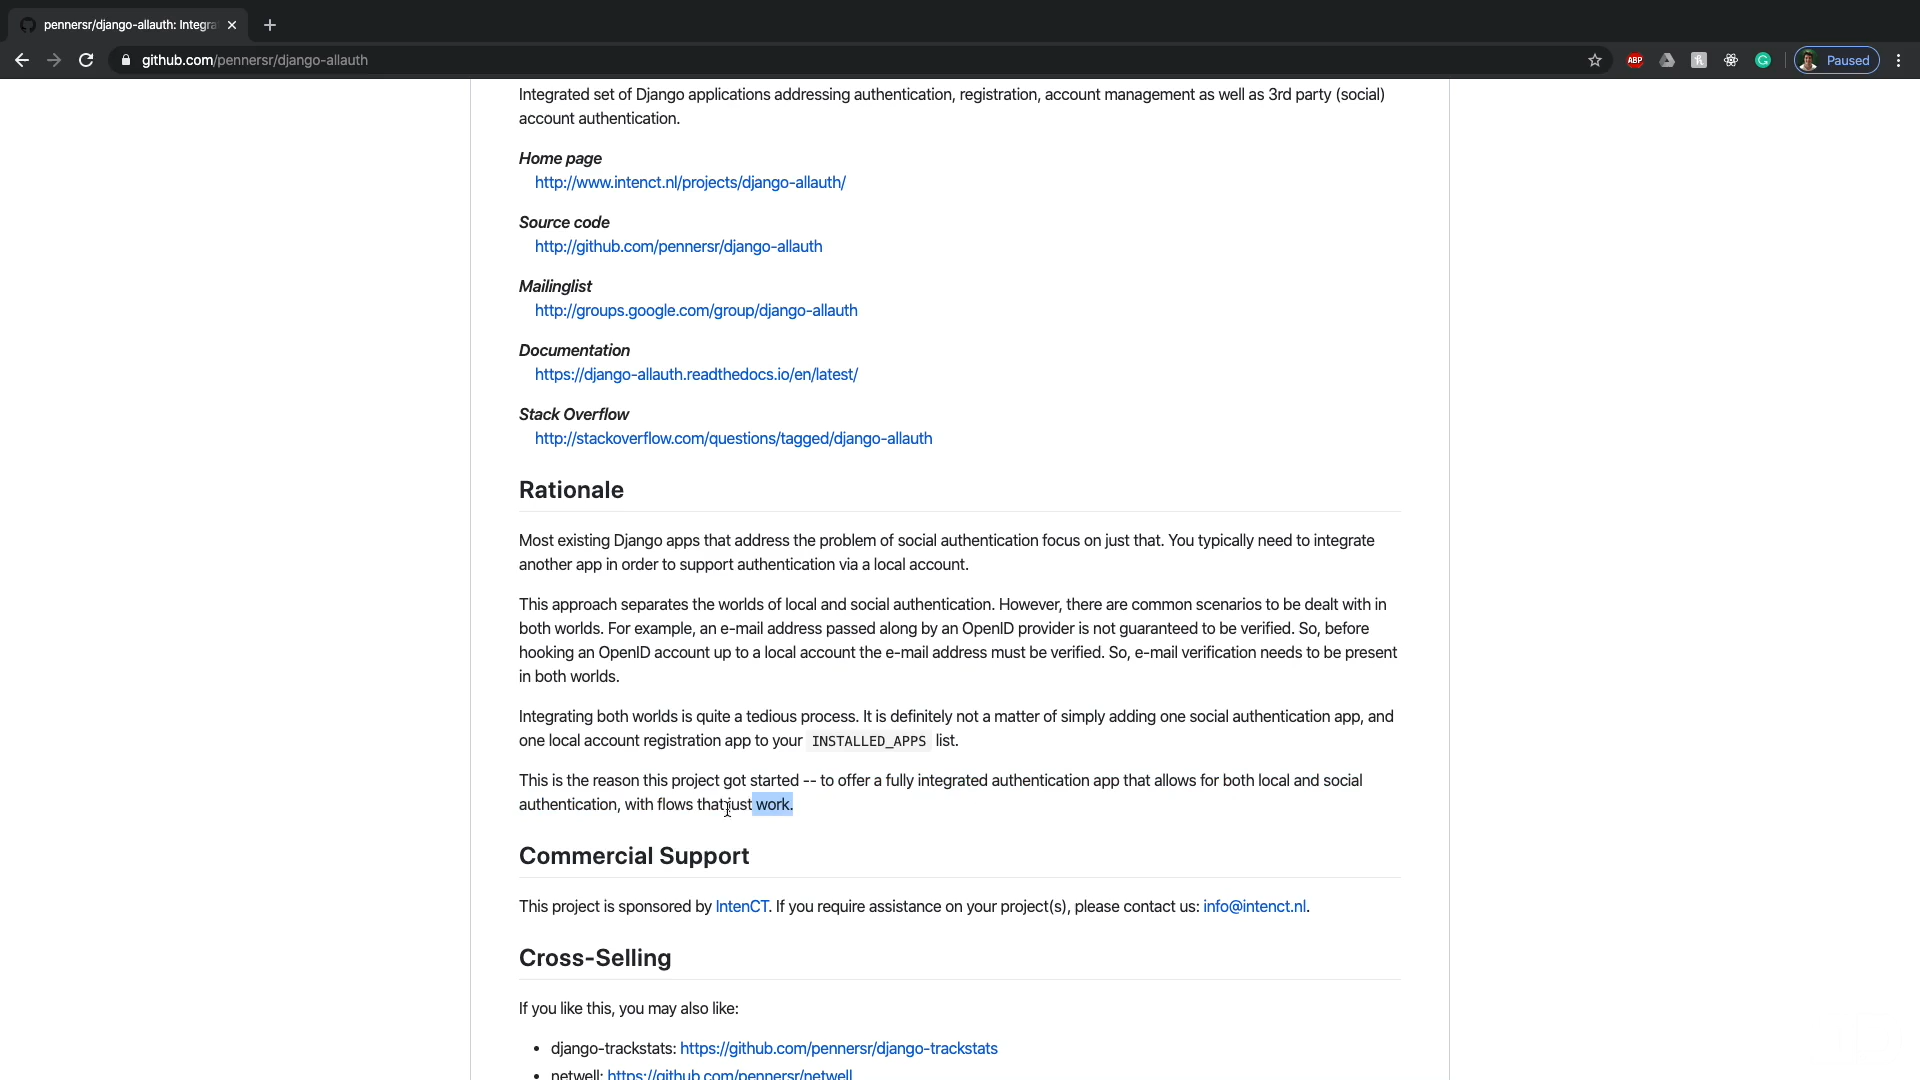 pennersr/django-allauth: Integra
github.com/pennersr/django-allauth
ABP
Paused
Integrated set of Django applications addressing authentication, registration, account management as well as 3rd party (social)
account authentication.
Home page
http://www.intenct.nl/projects/django-allauth/
Source code
http://github.com/pennersr/django-allauth
Mailinglist
http://groups.google.com/group/django-allauth
Documentation
https://django-allauth.readthedocs.io/en/latest/
Stack Overflow
http://stackoverflow.com/questions/tagged/django-allauth
Rationale
Most existing Django apps that address the problem of social authentication focus on just that. You typically need to integrate
another app in order to support authentication via a local account.
This approach separates the worlds of local and social authentication. However, there are common scenarios to be dealt with in
both worlds. For example, an e-mail address passed along by an OpenID provider is not guaranteed to be verified. So, before
hooking an OpenID account up to a local account the e-mail address must be verified. So, e-mail verification needs to be present
in both worlds.
Integrating both worlds is quite a tedious process. It is definitely not a matter of simply adding one social authentication app, and
one local account registration app to your INSTALLED_APPS list.
This is the reason this project got started -- to offer a fully integrated authentication app that allows for both local and social
authentication, with flows that just work.
Commercial Support
This project is sponsored by IntenCT. If you require assistance on your project(s), please contact us: info@intenct.nl.
Cross-Selling
If you like this, you may also like:
• django-trackstats: https://github.com/pennersr/django-trackstats
• netwell: https://github.com/pennersr/netwell